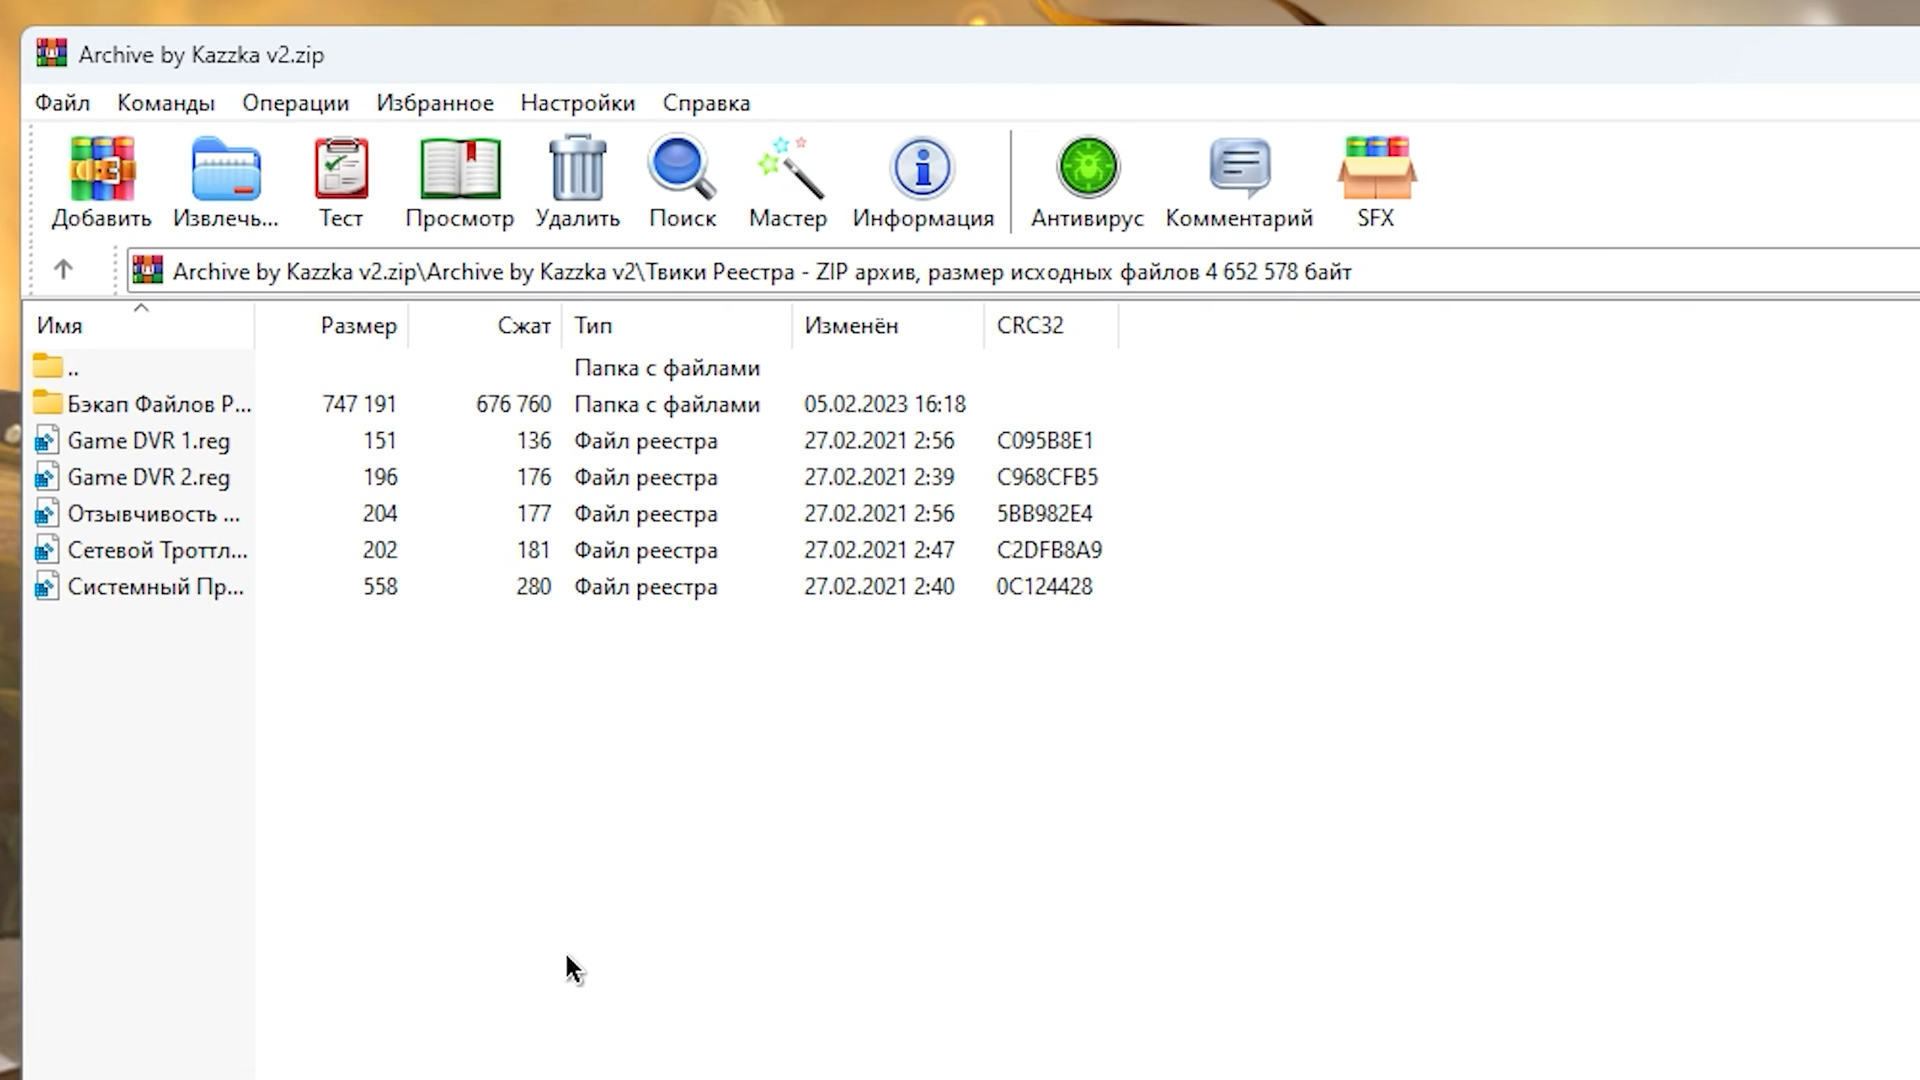 Archive by Kazzka v2.zip
Файл Команды Операции Избранное Настройки Справка
Добавить Извлечь... Тест Просмотр Удалить Поиск Мастер Информация Антивирус Комментарий SFX
Archive by Kazzka v2.zip\Archive by Kazzka v2\Твики Реестра - ZIP архив, размер исходных файлов 4 652 578 байт
Имя Размер Сжат Тип Изменён CRC32
.. Папка с файлами
Бэкап Файлов Р... 747 191 676 760 Папка с файлами 05.02.2023 16:18
Game DVR 1.reg 151 136 Файл реестра 27.02.2021 2:56 C095B8E1
Game DVR 2.reg 196 176 Файл реестра 27.02.2021 2:39 C968CFB5
Отзывчивость ... 204 177 Файл реестра 27.02.2021 2:56 5BB982E4
Сетевой Троттл... 202 181 Файл реестра 27.02.2021 2:47 C2DFB8A9
Системный Пр... 558 280 Файл реестра 27.02.2021 2:40 0C124428